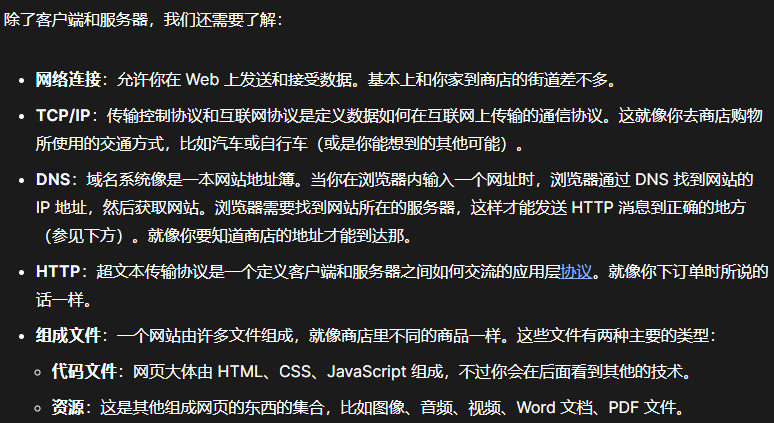 除了客户端和服务器，我们还需要了解：
• 网络连接：允许你在 Web 上发送和接受数据。基本上和你家到商店的街道差不多。
• TCP/IP：传输控制协议和互联网协议是定义数据如何在互联网上传输的通信协议。这就像你去商店购物
所使用的交通方式，比如汽车或自行车（或是你能想到的其他可能）。
• DNS：域名系统像是一本网站地址簿。当你在浏览器内输入一个网址时，浏览器通过 DNS 找到网站的
IP 地址，然后获取网站。浏览器需要找到网站所在的服务器，这样才能发送 HTTP 消息到正确的地方
（参见下方）。就像你要知道商店的地址才能到达那。
• HTTP：超文本传输协议是一个定义客户端和服务器之间如何交流的应用层协议。就像你下订单时所说的
话一样。
• 组成文件：一个网站由许多文件组成，就像商店里不同的商品一样。这些文件有两种主要的类型：
◦ 代码文件：网页大体由 HTML、CSS、JavaScript 组成，不过你会在后面看到其他的技术。
◦ 资源：这是其他组成网页的东西的集合，比如图像、音频、视频、Word 文档、PDF 文件。